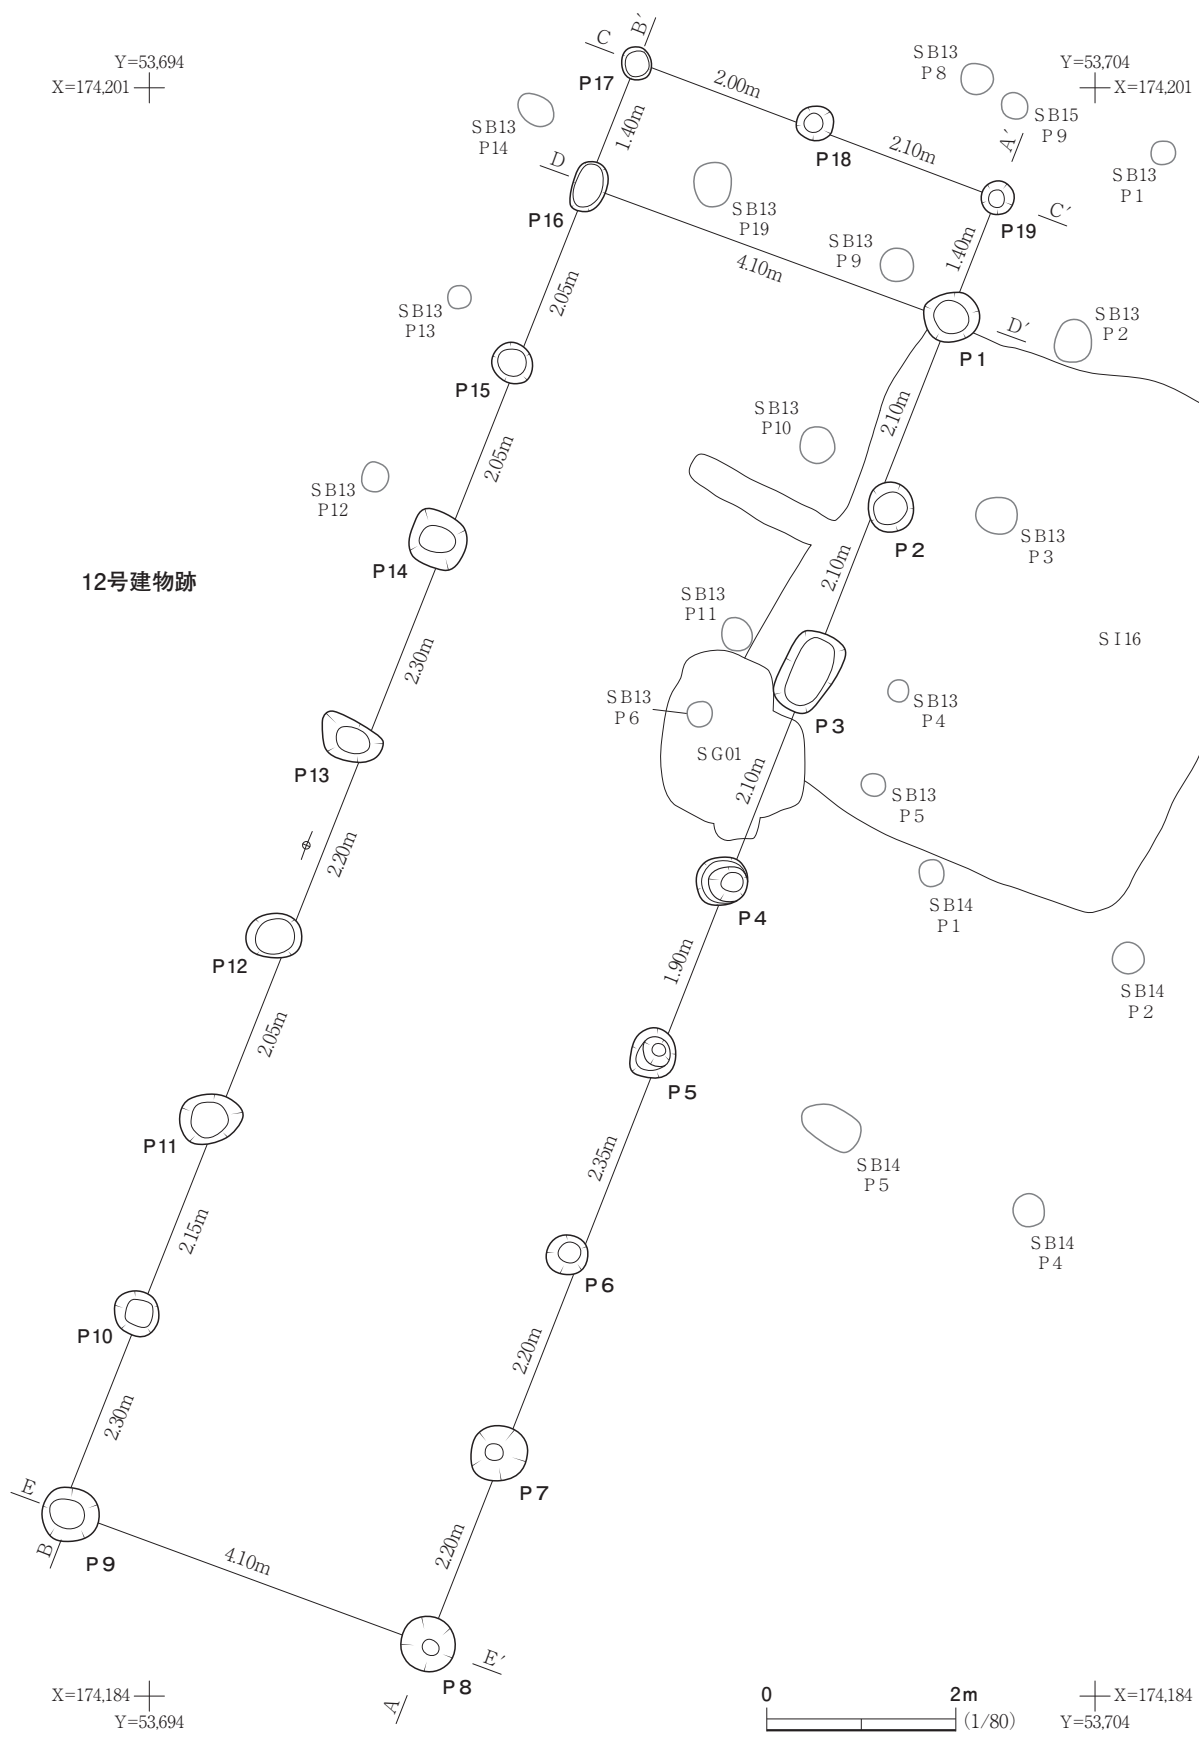 Y=53,694
X=174,201
C
B′
P17
2.00m
P18
2.10m
SB13
P8
SB15
P9
A′
Y=53,704
X=174,201
SB13
P1
SB13
P14
1.40m
D
P16
SB13
P19
SB13
P9
P19
C′
1.40m
4.10m
2.05m
SB13
P13
P1
D′
SB13
P2
P15
2.05m
SB13
P10
2.10m
SB13
P12
P14
P2
SB13
P3
12号建物跡
2.10m
SB13
P11
SI16
2.30m
P3
SB13
P4
SB13
P6
SG01
P13
2.10m
SB13
P5
2.20m
P4
SB14
P1
P12
1.90m
SB14
P2
2.05m
P5
P11
2.35m
SB14
P5
2.15m
SB14
P4
P6
P10
2.20m
2.30m
E
P7
B
P9
4.10m
2.20m
E′
P8
A
X=174,184
Y=53,694
0
2m
(1/80)
X=174,184
Y=53,704